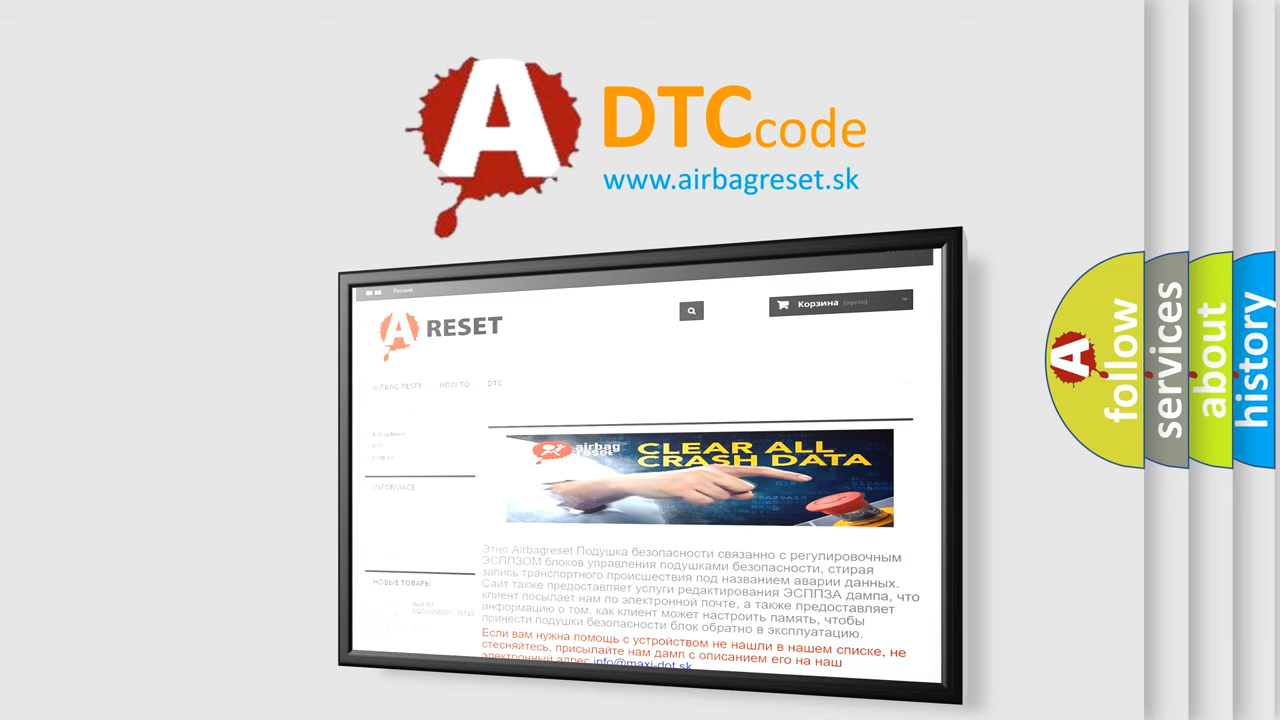 A DTC code
www.airbagreset.sk
Русский
A RESET
Корзина (пусто)
AIRBAG RESET HOW TO DTC
INFORMACE
airbag
reset
CLEAR ALL
CRASH DATA
Этно Airbagreset Подушка безопасности связанно с регулировочным
ЭСППЗОМ блоков управления подушками безопасности, стирая
запись транспортного происшествия под названием аварии данных.
Сайт также предоставляет услуги редактирования ЭСППЗА дампа, что
клиент посылает нам по электронной почте, а также предоставляет
информацию о том, как клиент может настроить память, чтобы
принести подушки безопасности блок обратно в эксплуатацию.
Если вам нужна помощь с устройством не нашли в нашем списке, не
стесняйтесь, присылайте нам дамп с описанием его на наш
электронный адрес info@maxi-dot.sk
НОВЫЕ ТОВАРЫ
A
follow
services
about
history